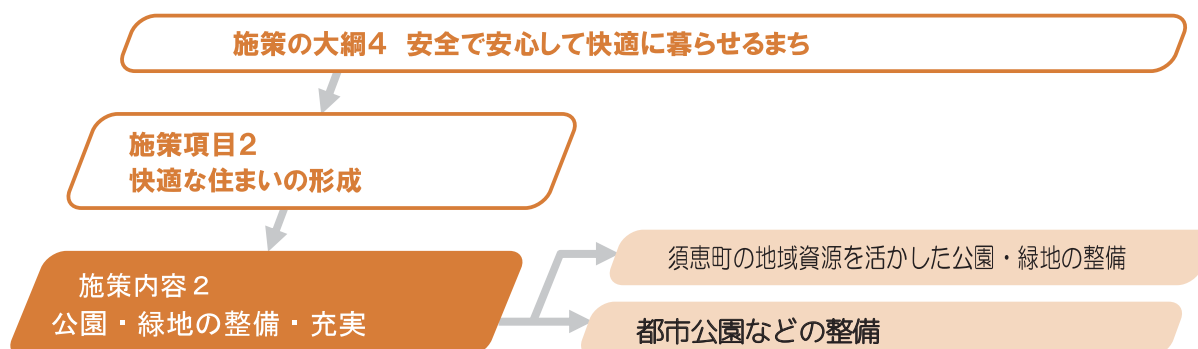 施策の大綱4 安全で安心して快適に暮らせるまち
施策項目2
快適な住まいの形成
施策内容2
公園・緑地の整備・充実
須恵町の地域資源を活かした公園・緑地の整備
都市公園などの整備